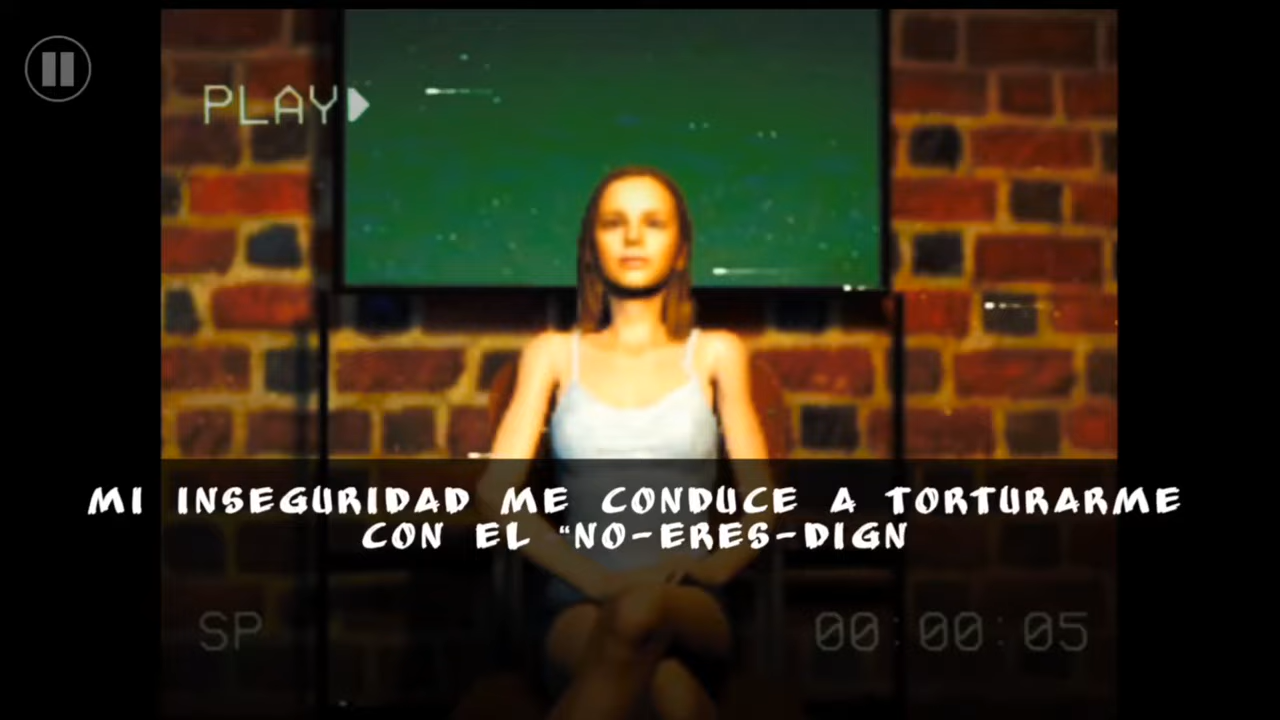 PLAY
MI INSEGURIDAD ME CONDUCE A TORTURARME
CON EL “NO-ERES-DIGN
SP 00:00:05